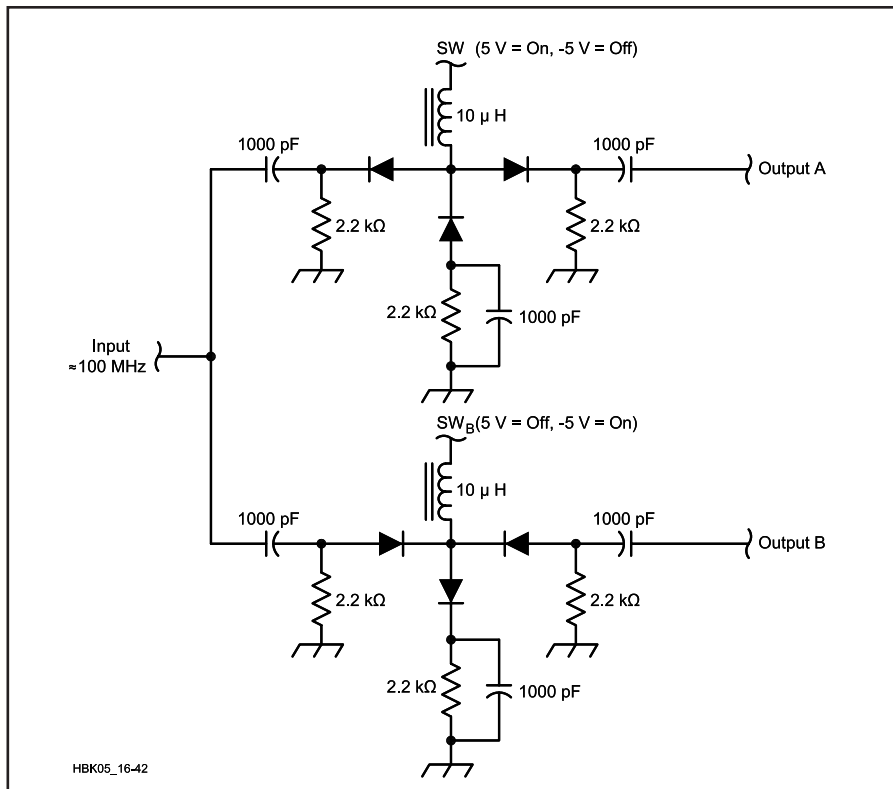 SW (5 V = On, -5 V = Off)
10 µ H
1000 pF
1000 pF
Output A
2.2 kΩ
2.2 kΩ
2.2 kΩ
1000 pF
Input
≈100 MHz
SWB (5 V = Off, -5 V = On)
10 µ H
1000 pF
1000 pF
Output B
2.2 kΩ
2.2 kΩ
2.2 kΩ
1000 pF
HBK05_16-42